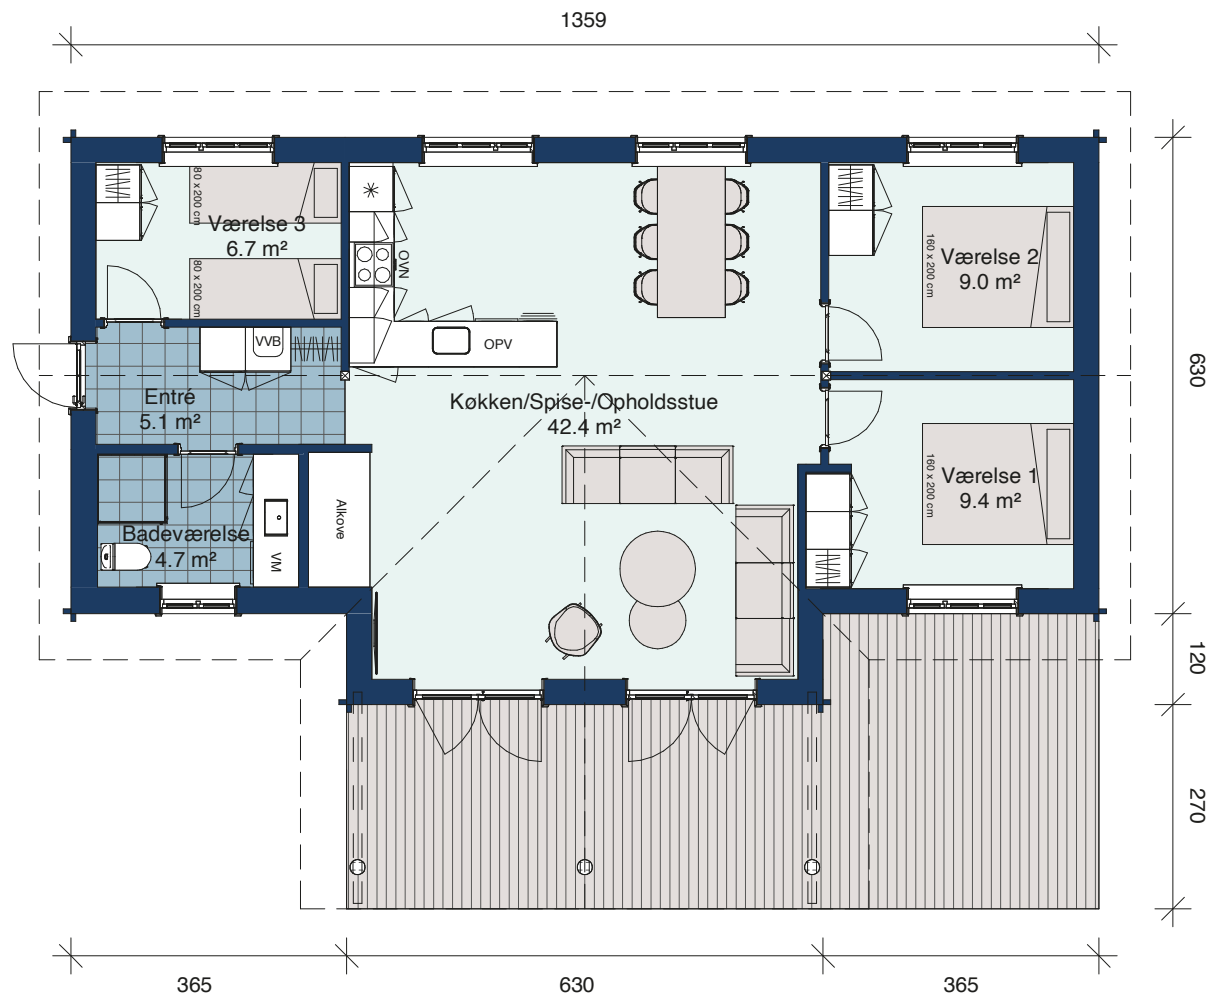 1359
80 x 200 cm
Værelse 3
6.7 m²
80 x 200 cm
OVN
160 x 200 cm
Værelse 2
9.0 m²
VVB
OPV
630
Entré
5.1 m²
Køkken/Spise-/Opholdsstue
42.4 m²
160 x 200 cm
Værelse 1
9.4 m²
Alkove
Badeværelse
4.7 m²
VM
120
270
365
630
365